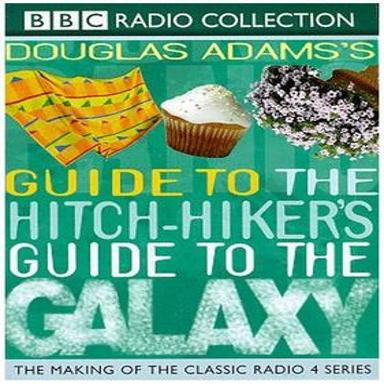 BBC RADIO COLLECTION
DOUGLAS ADAMS'S
GUIDE TO THE
HITCH-HIKER'S
GUIDE TO THE
GALAXY
THE MAKING OF THE CLASSIC RADIO 4 SERIES